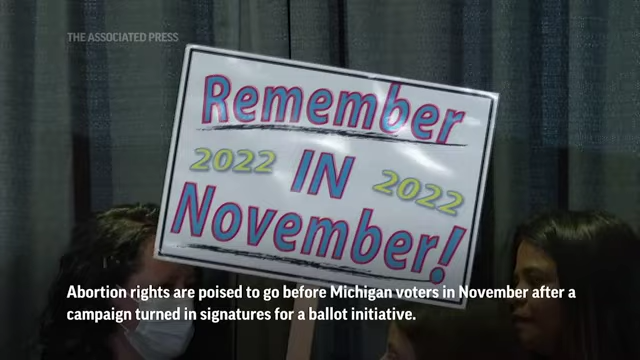 THE ASSOCIATED PRESS
Remember
2022 IN 2022
November!
Abortion rights are poised to go before Michigan voters in November after a
campaign turned in signatures for a ballot initiative.